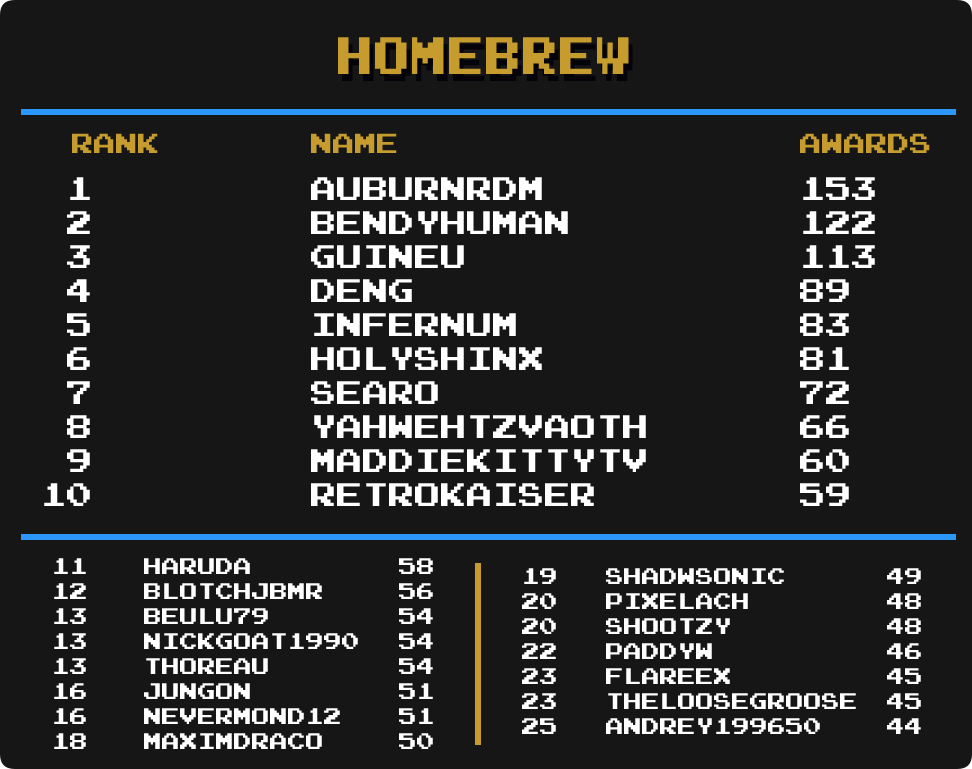 HOMEBREW
RANK NAME AWARDS
1 AUBURNRDM 153
2 BENDYHUMAN 122
3 GUINEU 113
4 DENG 89
5 INFERNUM 83
6 HOLYSHINX 81
7 SEARO 72
8 YAHWEHTZVAOTH 66
9 MADDIEKITTYTV 60
10 RETROKAISER 59
11 HARUDA 58
12 BLOTCHJBMR 56
13 BEULU79 54
13 NICKGOAT1990 54
13 THOREAU 54
16 JUNGON 51
16 NEVERMOND12 51
18 MAXIMDRACO 50
19 SHADWSONIC 49
20 PIXELACH 48
20 SHOOTZY 48
22 PADDYW 46
23 FLAREEX 45
23 THELOOSEGROOSE 45
25 ANDREY199650 44